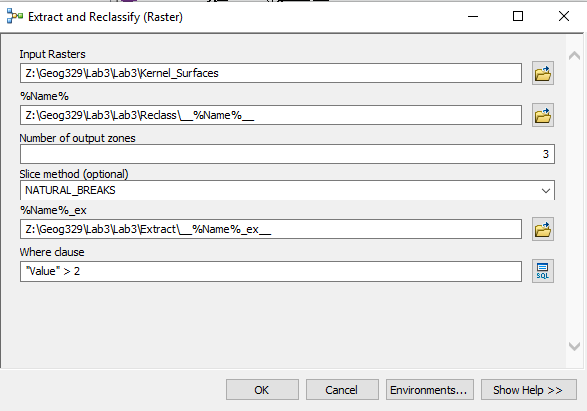 Extract and Reclassify (Raster)
Input Rasters
Z:\Geog329\Lab3\Lab3\Kernel_Surfaces
%Name%
Z:\Geog329\Lab3\Lab3\Reclass\__%Name%__
Number of output zones
3
Slice method (optional)
NATURAL_BREAKS
%Name%_ex
Z:\Geog329\Lab3\Lab3\Extract\__%Name%_ex__
Where clause
"Value" > 2
SQL
OK Cancel Environments... Show Help >>